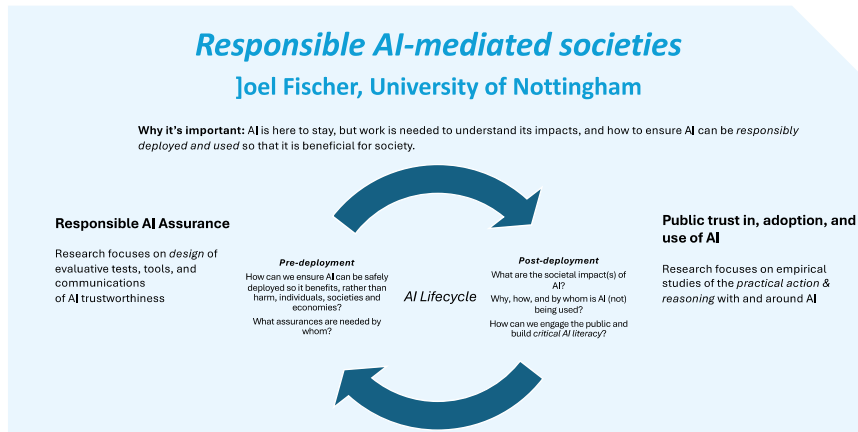 Responsible AI-mediated societies
]oel Fischer, University of Nottingham
Why it's important: AI is here to stay, but work is needed to understand its impacts, and how to ensure AI can be responsibly
deployed and used so that it is beneficial for society.
Responsible AI Assurance
Research focuses on design of
evaluative tests, tools, and
communications
of AI trustworthiness
Pre-deployment
How can we ensure AI can be safely
deployed so it benefits, rather than
harm, individuals, societies and
economies?
What assurances are needed by
whom?
AI Lifecycle
Post-deployment
What are the societal impact(s) of
AI?
Why, how, and by whom is AI (not)
being used?
How can we engage the public and
build critical AI literacy?
Public trust in, adoption, and
use of AI
Research focuses on empirical
studies of the practical action &
reasoning with and around AI